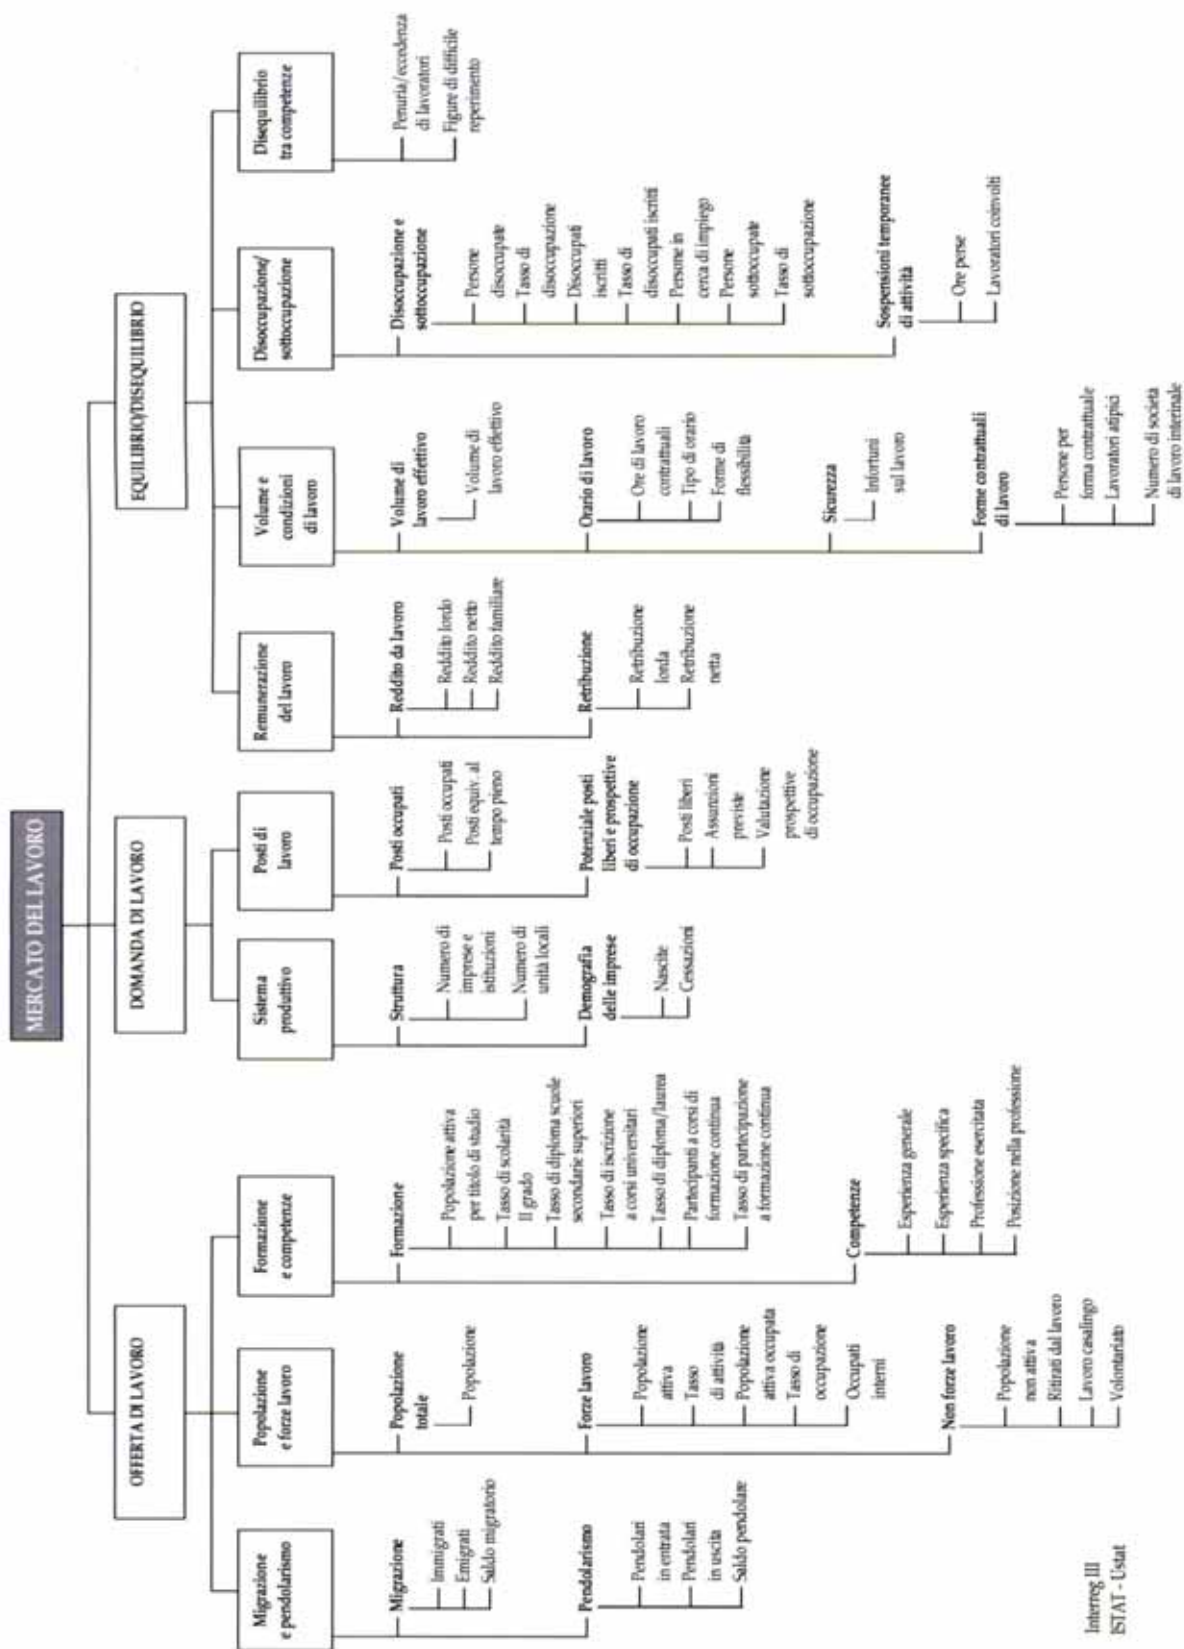 MERCATO DEL LAVORO
OFFERTA DI LAVORO
Migrazione
e pendolarismo
Migrazione
Immigrati
Emigrati
Saldo migratorio
Pendolarismo
Pendolari
in entrata
Pendolari
in uscita
Saldo pendolare
Popolazione
e forze lavoro
Popolazione
totale
Popolazione
Forze lavoro
Popolazione
attiva
Tasso
di attività
Popolazione
attiva occupata
Tasso di
occupazione
Occupati
interni
Non forze lavoro
Popolazione
non attiva
Ritirati dal lavoro
Lavoro casalingo
Volontariato
Formazione
e competenze
Formazione
Popolazione attiva
per titolo di studio
Tasso di scolarità
II grado
Tasso di diploma scuole
secondarie superiori
Tasso di iscrizione
a corsi universitari
Tasso di diploma/laurea
Partecipanti a corsi di
formazione continua
Tasso di partecipazione
a formazione continua
Competenze
Esperienza generale
Esperienza specifica
Professione esercitata
Posizione nella professione
DOMANDA DI LAVORO
Sistema
produttivo
Struttura
Numero di
imprese e
istituzioni
Numero di
unità locali
Demografia
delle imprese
Nascite
Cessazioni
Posti di
lavoro
Posti occupati
Posti occupati
Posti equiv. al
tempo pieno
Potenziale posti
liberi e prospettive
di occupazione
Posti liberi
Assunzioni
previste
Valutazione
prospettive
di occupazione
EQUILIBRIO/DISEQUILIBRIO
Remunerazione
del lavoro
Reddito da lavoro
Reddito lordo
Reddito netto
Reddito familiare
Retribuzione
Retribuzione
lorda
Retribuzione
netta
Volume e
condizioni
di lavoro
Volume di
lavoro effettivo
Volume di
lavoro effettivo
Orario di lavoro
Ore di lavoro
contrattuali
Tipo di orario
Forme di
flessibilità
Sicurezza
Infortuni
sul lavoro
Forme contrattuali
di lavoro
Persone per
forma contrattuale
Lavoratori atipici
Numero di società
di lavoro interinale
Disoccupazione/
sottoccupazione
Disoccupazione e
sottoccupazione
Persone
disoccupate
Tasso di
disoccupazione
Disoccupati
iscritti
Tasso di
disoccupati iscritti
Persone in
cerca di impiego
Persone
sottoccupate
Tasso di
sottoccupazione
Sospensioni temporanee
di attività
Ore perse
Lavoratori coinvolti
Disequilibrio
tra competenze
Penuria/eccedenza
di lavoratori
Figure di difficile
reperimento
Interreg III
ISTAT - Ustat